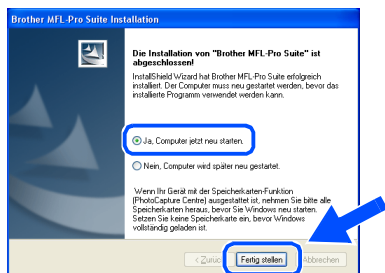 Brother MFL-Pro Suite Installation
Die Installation von "Brother MFL-Pro Suite" ist
abgeschlossen!
InstallShield Wizard hat Brother MFL-Pro Suite erfolgreich
installiert. Der Computer muss neu gestartet werden, bevor das
installierte Programm verwendet werden kann.
Ja, Computer jetzt neu starten.
Nein, Computer wird später neu gestartet.
Wenn Ihr Gerät mit der Speicherkarten-Funktion
(PhotoCapture Centre) ausgestattet ist, nehmen Sie bitte alle
Speicherkarten heraus, bevor Sie Windows neu starten.
Setzen Sie keine Speicherkarte ein, bevor Windows
vollständig geladen ist.
< Zurüc Fertig stellen Abbrechen